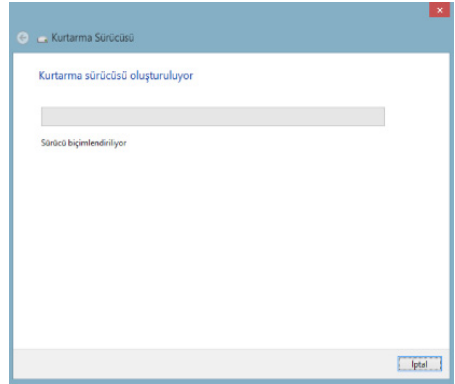 Kurtarma Sürücüsü
Kurtarma sürücüsü oluşturuluyor
Sürücü biçimlendiriliyor
İptal